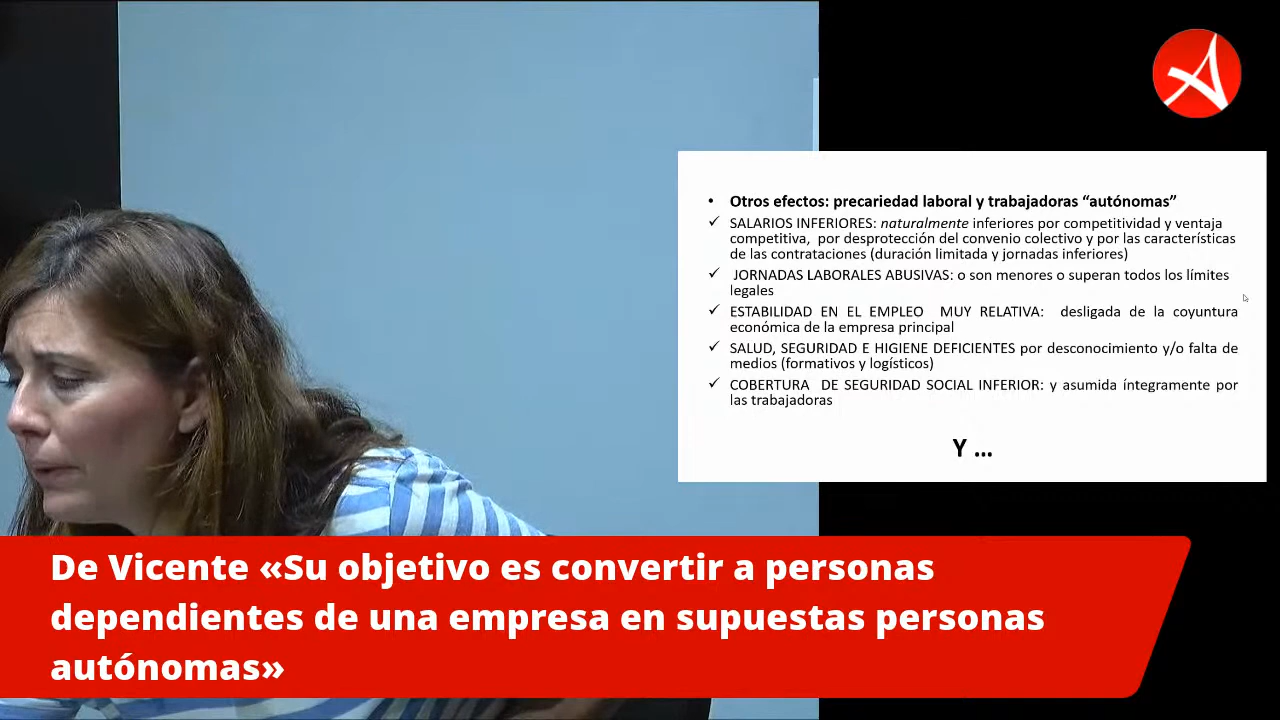 • Otros efectos: precariedad laboral y trabajadoras “autónomas”
✓ SALARIOS INFERIORES: naturalmente inferiores por competitividad y ventaja
competitiva, por desprotección del convenio colectivo y por las características
de las contrataciones (duración limitada y jornadas inferiores)
✓ JORNADAS LABORALES ABUSIVAS: o son menores o superan todos los límites
legales
✓ ESTABILIDAD EN EL EMPLEO MUY RELATIVA: desligada de la coyuntura
económica de la empresa principal
✓ SALUD, SEGURIDAD E HIGIENE DEFICIENTES por desconocimiento y/o falta de
medios (formativos y logísticos)
✓ COBERTURA DE SEGURIDAD SOCIAL INFERIOR: y asumida íntegramente por
las trabajadoras
Y ...
De Vicente «Su objetivo es convertir a personas
dependientes de una empresa en supuestas personas
autónomas»